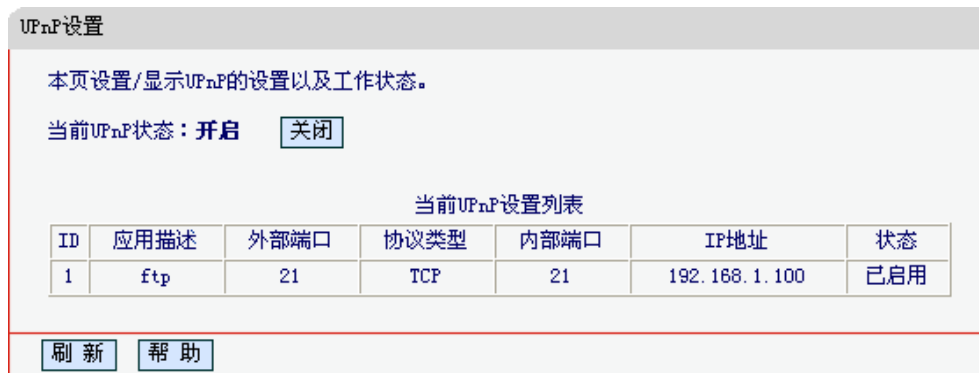 UPnP设置
本页设置/显示UPnP的设置以及工作状态。
当前UPnP状态：开启 关闭
当前UPnP设置列表
ID 应用描述 外部端口 协议类型 内部端口 IP地址 状态
1 ftp 21 TCP 21 192.168.1.100 已启用
刷 新 帮 助